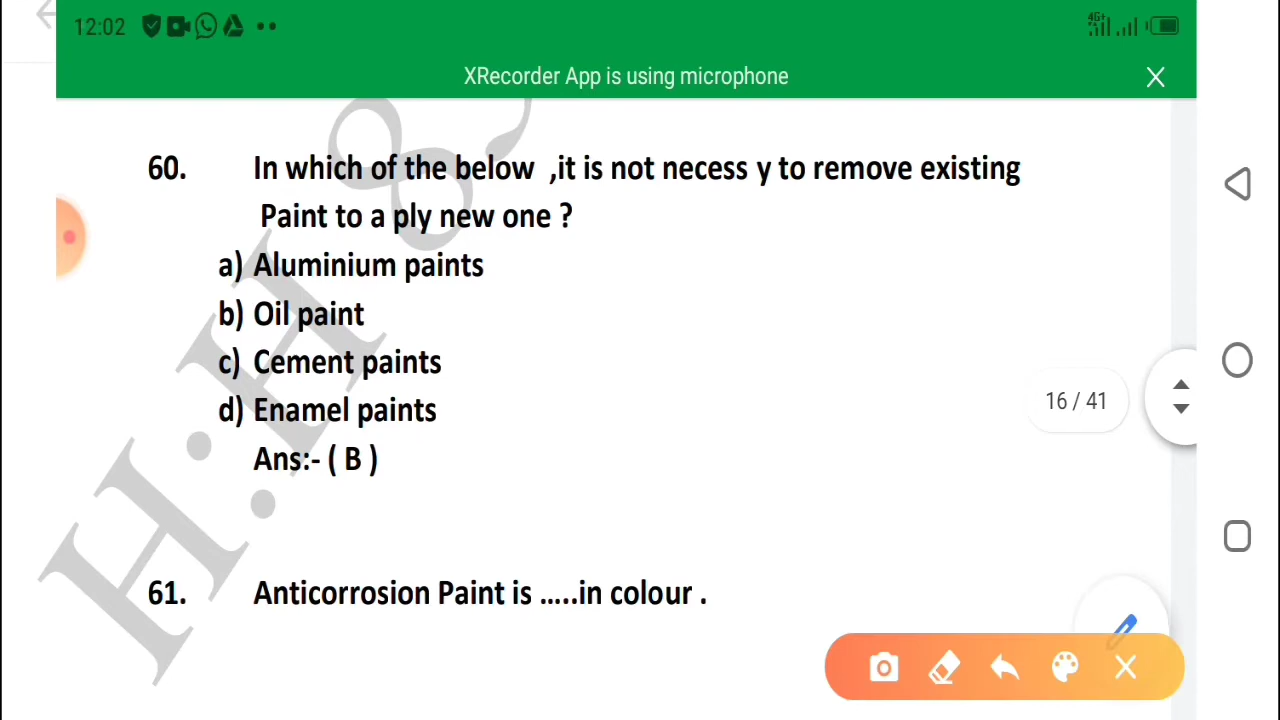 12:02
4G+
XRecorder App is using microphone
60. In which of the below ,it is not necess y to remove existing
Paint to a ply new one ?
a) Aluminium paints
b) Oil paint
c) Cement paints
d) Enamel paints
Ans:- ( B )
16 / 41
61. Anticorrosion Paint is .....in colour .